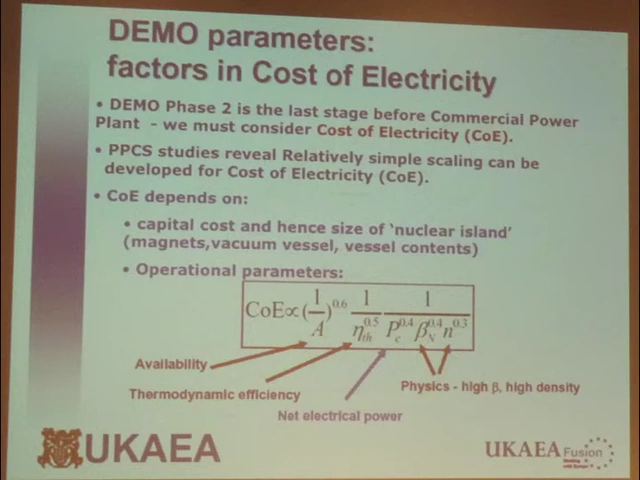 DEMO parameters:
factors in Cost of Electricity
• DEMO Phase 2 is the last stage before Commercial Power
Plant - we must consider Cost of Electricity (CoE).
• PPCS studies reveal Relatively simple scaling can be
developed for Cost of Electricity (CoE).
• CoE depends on:
• capital cost and hence size of 'nuclear island'
(magnets,vacuum vessel, vessel contents)
• Operational parameters:
CoE∝(1/A)^0.6 1/η_th^0.5 1/(P_e^0.4 β_N^0.4 n^0.3)
Availability
Thermodynamic efficiency
Net electrical power
Physics - high β, high density
UKAEA
UKAEA Fusion